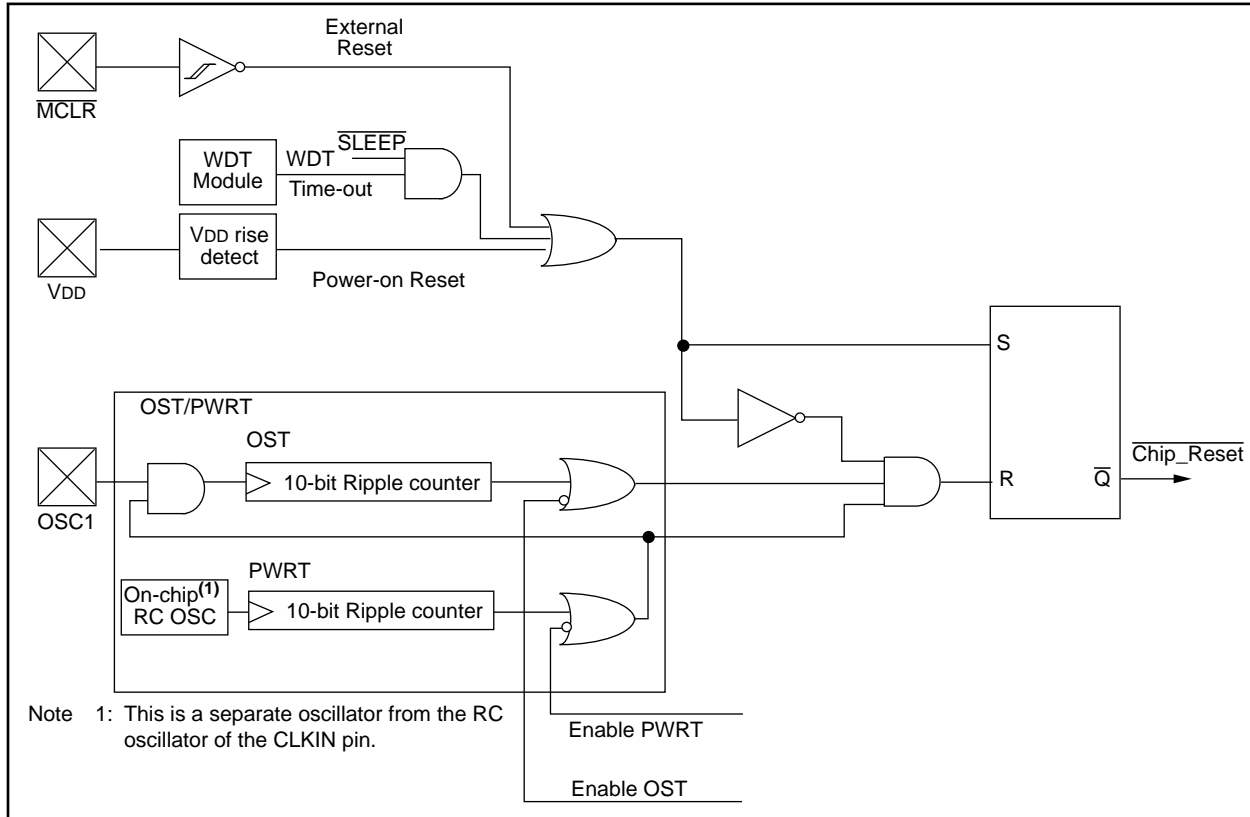 External
Reset
MCLR
SLEEP
WDT
Module
WDT
Time-out
VDD rise
detect
VDD
Power-on Reset
S
OST/PWRT
OST
10-bit Ripple counter
OSC1
R
Q
Chip_Reset
PWRT
On-chip(1)
RC OSC
10-bit Ripple counter
Note 1: This is a separate oscillator from the RC
oscillator of the CLKIN pin.
Enable PWRT
Enable OST